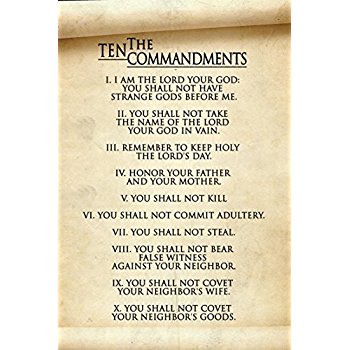 THE
TEN COMMANDMENTS
I. I AM THE LORD YOUR GOD:
YOU SHALL NOT HAVE
STRANGE GODS BEFORE ME.
II. YOU SHALL NOT TAKE
THE NAME OF THE LORD
YOUR GOD IN VAIN.
III. REMEMBER TO KEEP HOLY
THE LORD'S DAY.
IV. HONOR YOUR FATHER
AND YOUR MOTHER.
V. YOU SHALL NOT KILL
VI. YOU SHALL NOT COMMIT ADULTERY.
VII. YOU SHALL NOT STEAL.
VIII. YOU SHALL NOT BEAR
FALSE WITNESS
AGAINST YOUR NEIGHBOR.
IX. YOU SHALL NOT COVET
YOUR NEIGHBOR'S WIFE.
X. YOU SHALL NOT COVET
YOUR NEIGHBOR'S GOODS.